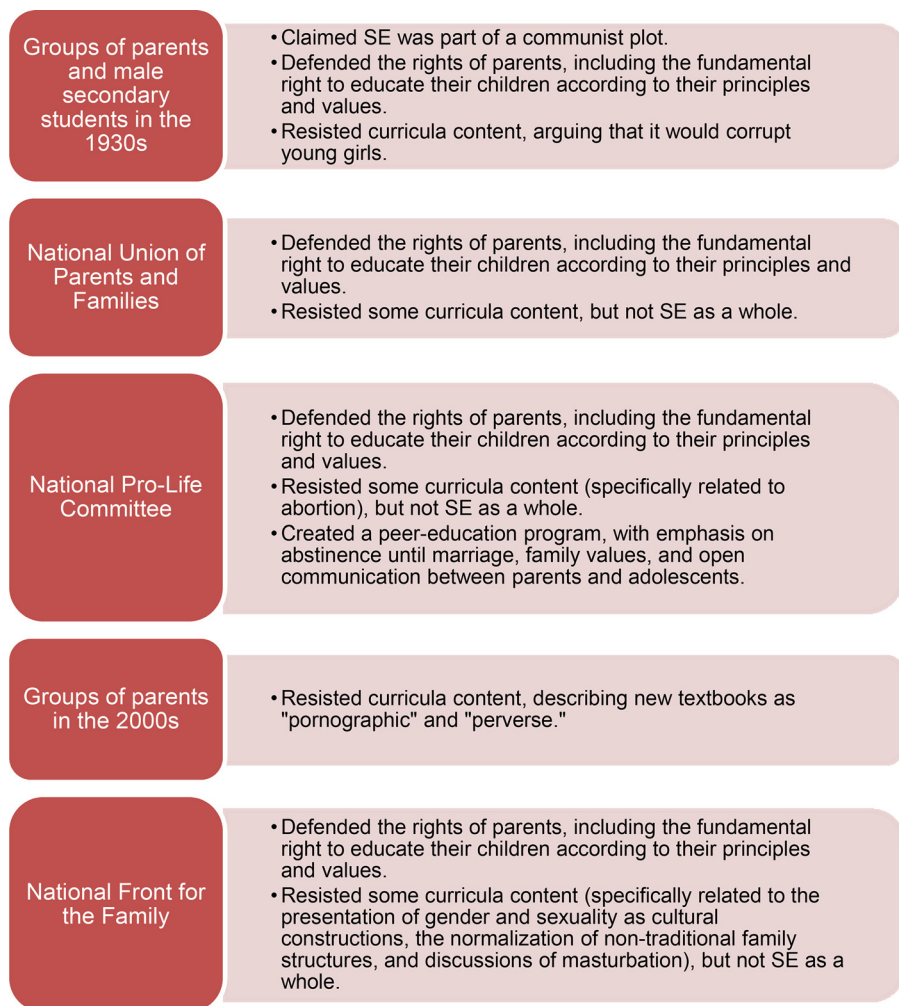 Groups of parents
and male
secondary
students in the
1930s
• Claimed SE was part of a communist plot.
• Defended the rights of parents, including the fundamental
right to educate their children according to their principles
and values.
• Resisted curricula content, arguing that it would corrupt
young girls.
National Union of
Parents and
Families
• Defended the rights of parents, including the fundamental
right to educate their children according to their principles and
values.
• Resisted some curricula content, but not SE as a whole.
National Pro-Life
Committee
• Defended the rights of parents, including the fundamental
right to educate their children according to their principles
and values.
• Resisted some curricula content (specifically related to
abortion), but not SE as a whole.
• Created a peer-education program, with emphasis on
abstinence until marriage, family values, and open
communication between parents and adolescents.
Groups of parents
in the 2000s
• Resisted curricula content, describing new textbooks as
"pornographic" and "perverse."
National Front for
the Family
• Defended the rights of parents, including the fundamental
right to educate their children according to their principles
and values.
• Resisted some curricula content (specifically related to the
presentation of gender and sexuality as cultural
constructions, the normalization of non-traditional family
structures, and discussions of masturbation), but not SE as a
whole.